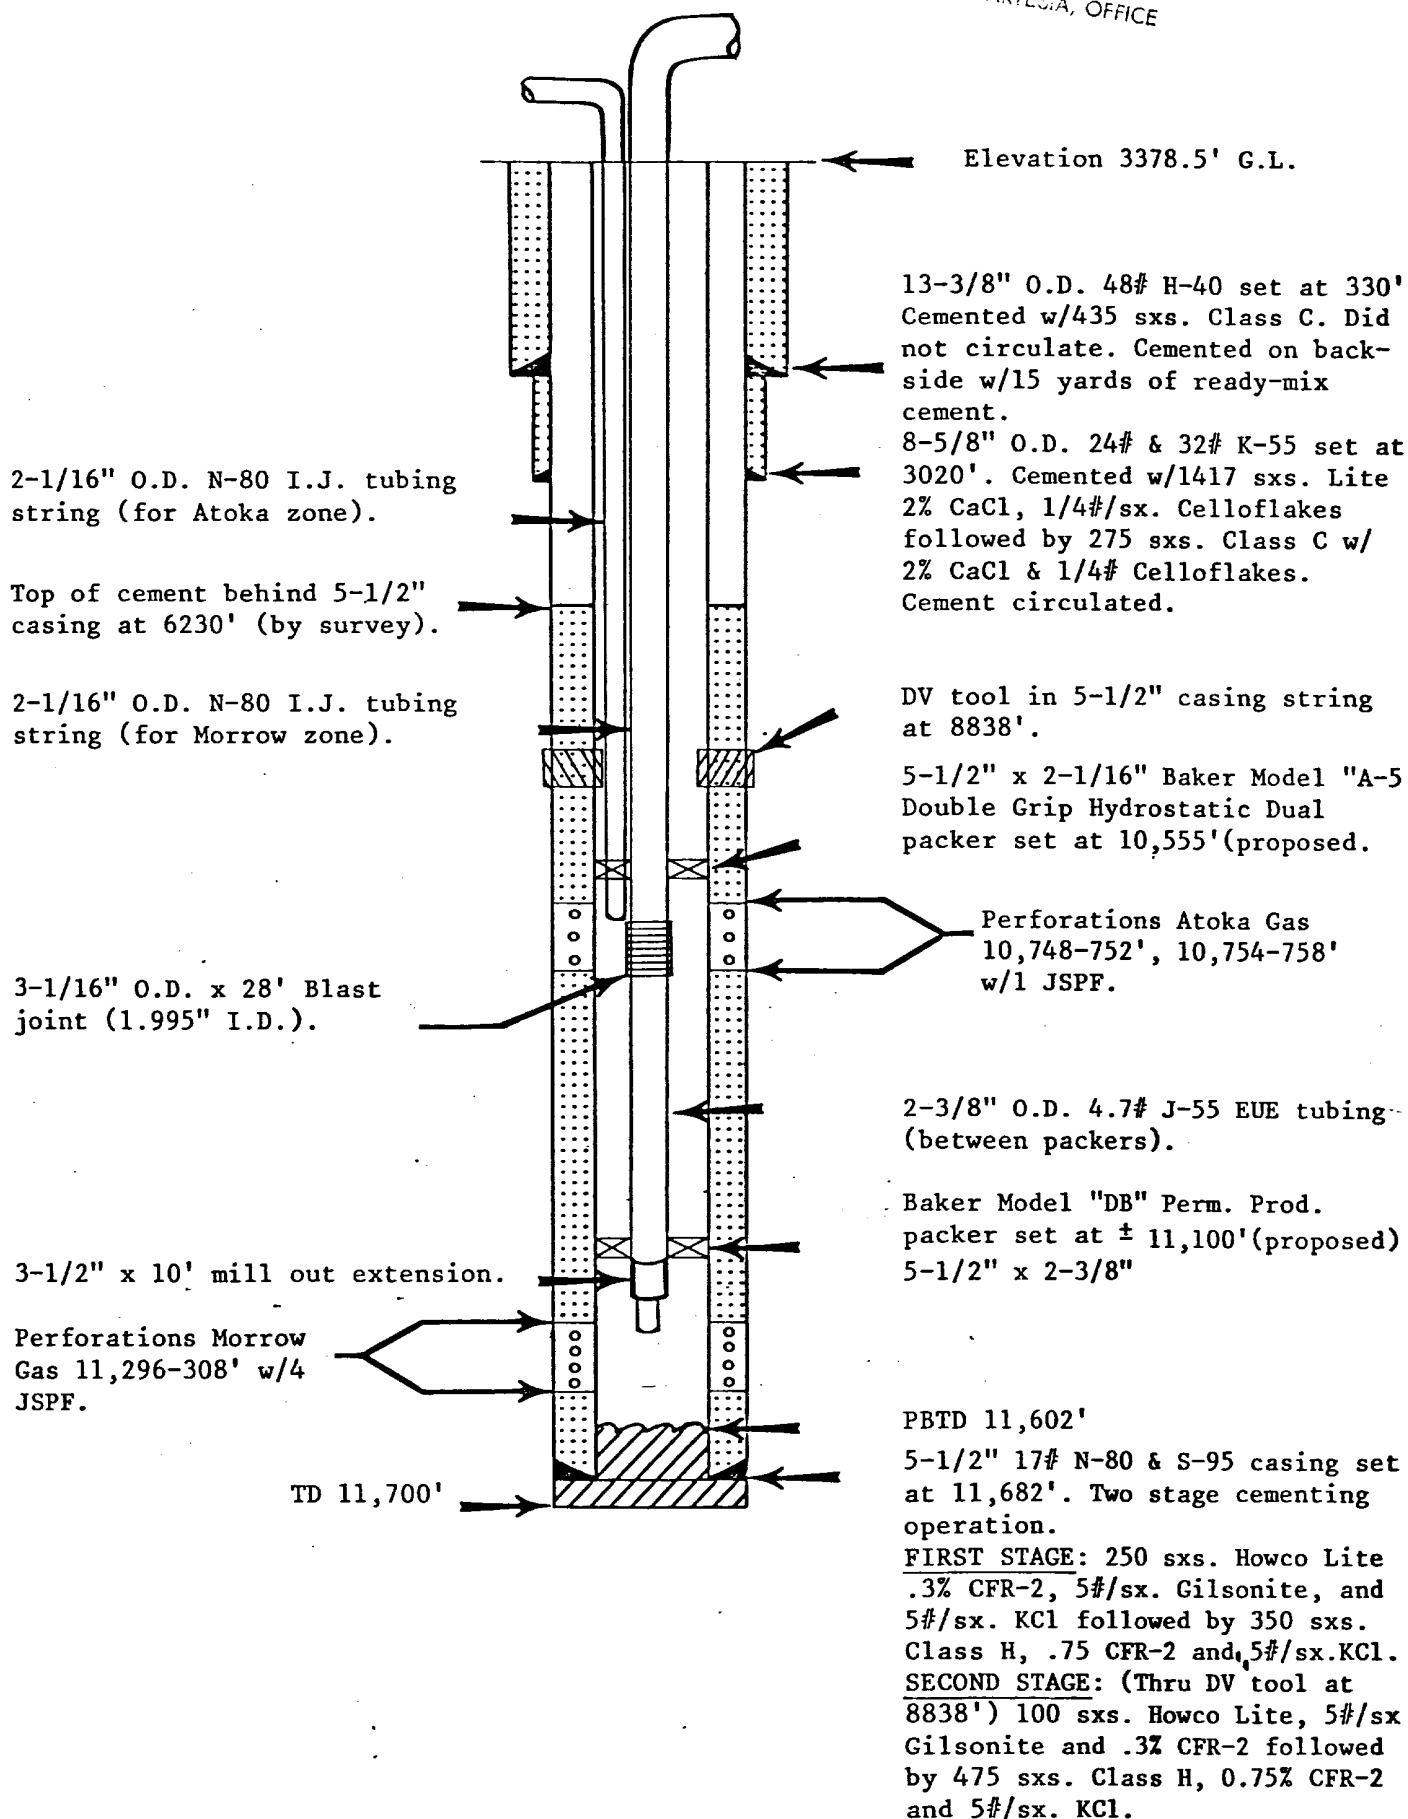 OFFICE
Elevation 3378.5' G.L.
13-3/8" O.D. 48# H-40 set at 330'
Cemented w/435 sxs. Class C. Did
not circulate. Cemented on back-
side w/15 yards of ready-mix
cement.
8-5/8" O.D. 24# & 32# K-55 set at
3020'. Cemented w/1417 sxs. Lite
2% CaCl, 1/4#/sx. Celloflakes
followed by 275 sxs. Class C w/
2% CaCl & 1/4# Celloflakes.
Cement circulated.
2-1/16" O.D. N-80 I.J. tubing
string (for Atoka zone).
Top of cement behind 5-1/2"
casing at 6230' (by survey).
2-1/16" O.D. N-80 I.J. tubing
string (for Morrow zone).
DV tool in 5-1/2" casing string
at 8838'.
5-1/2" x 2-1/16" Baker Model "A-5
Double Grip Hydrostatic Dual
packer set at 10,555'(proposed.
Perforations Atoka Gas
10,748-752', 10,754-758'
w/1 JSPF.
3-1/16" O.D. x 28' Blast
joint (1.995" I.D.).
2-3/8" O.D. 4.7# J-55 EUE tubing
(between packers).
Baker Model "DB" Perm. Prod.
packer set at ± 11,100'(proposed)
5-1/2" x 2-3/8"
3-1/2" x 10' mill out extension.
Perforations Morrow
Gas 11,296-308' w/4
JSPF.
PBTD 11,602'
5-1/2" 17# N-80 & S-95 casing set
at 11,682'. Two stage cementing
operation.
FIRST STAGE: 250 sxs. Howco Lite
.3% CFR-2, 5#/sx. Gilsonite, and
5#/sx. KCl followed by 350 sxs.
Class H, .75 CFR-2 and 5#/sx.KCl.
SECOND STAGE: (Thru DV tool at
8838') 100 sxs. Howco Lite, 5#/sx
Gilsonite and .3% CFR-2 followed
by 475 sxs. Class H, 0.75% CFR-2
and 5#/sx. KCl.
TD 11,700'